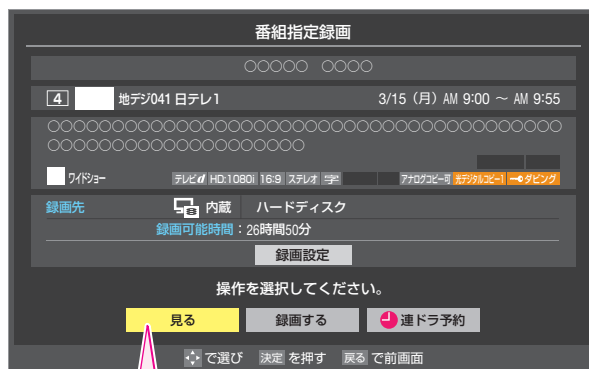 番組指定録画
○○○○○ ○○○○
4 地デジ041 日テレ1 3/15（月）AM 9:00 ～ AM 9:55
○○○○○○○○○○○○○○○○○○○○○○○○○○○○○○○○○○○○○○○○
○○○○○○○○○○○○○○○○○○○○
ワイドショー テレビd HD:1080i 16:9 ステレオ 字 アナログコピー可 光デジタルコピー1 ダビング
録画先 内蔵 ハードディスク
録画可能時間：26時間50分
録画設定
操作を選択してください。
見る 録画する 連ドラ予約
で選び 決定 を押す 戻る で前画面